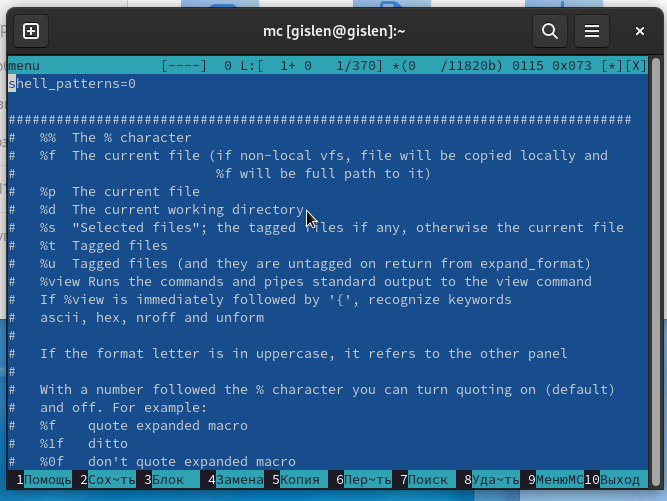 mc [gislen@gislen]:~
menu [----] 0 L:[ 1+ 0 1/370] *(0 /11820b) 0115 0x073 [*][X]
shell_patterns=0
##############################################################################
# %% The % character
# %f The current file (if non-local vfs, file will be copied locally and
# %f will be full path to it)
# %p The current file
# %d The current working directory
# %s "Selected files"; the tagged files if any, otherwise the current file
# %t Tagged files
# %u Tagged files (and they are untagged on return from expand_format)
# %view Runs the commands and pipes standard output to the view command
# If %view is immediately followed by '{', recognize keywords
# ascii, hex, nroff and unform
#
# If the format letter is in uppercase, it refers to the other panel
#
# With a number followed the % character you can turn quoting on (default)
# and off. For example:
# %f quote expanded macro
# %1f ditto
# %0f don't quote expanded macro
1Помощь 2Сох~ть 3Блок 4Замена 5Копия 6Пер~ть 7Поиск 8Уда~ть 9МенюMC 10Выход